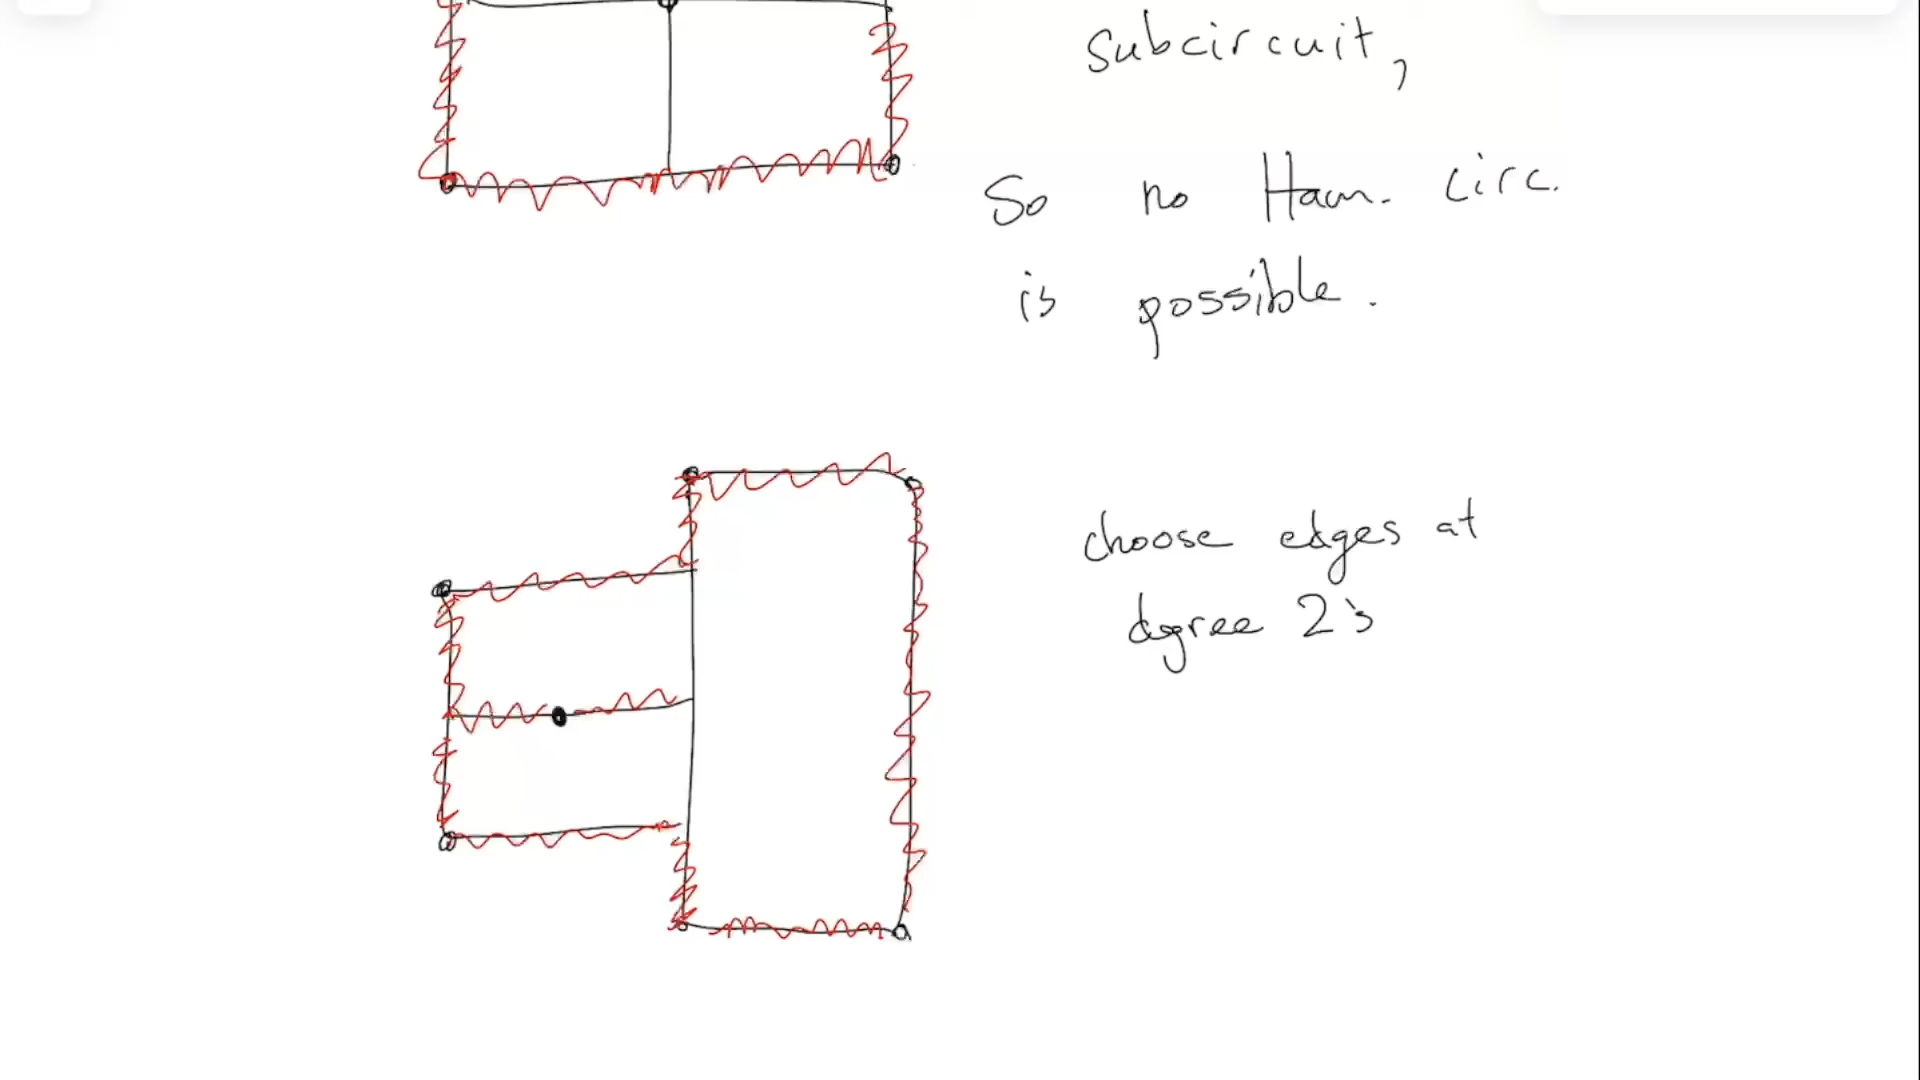 subcircuit,
So no Ham. circ.
is possible.
choose edges at
degree 2's